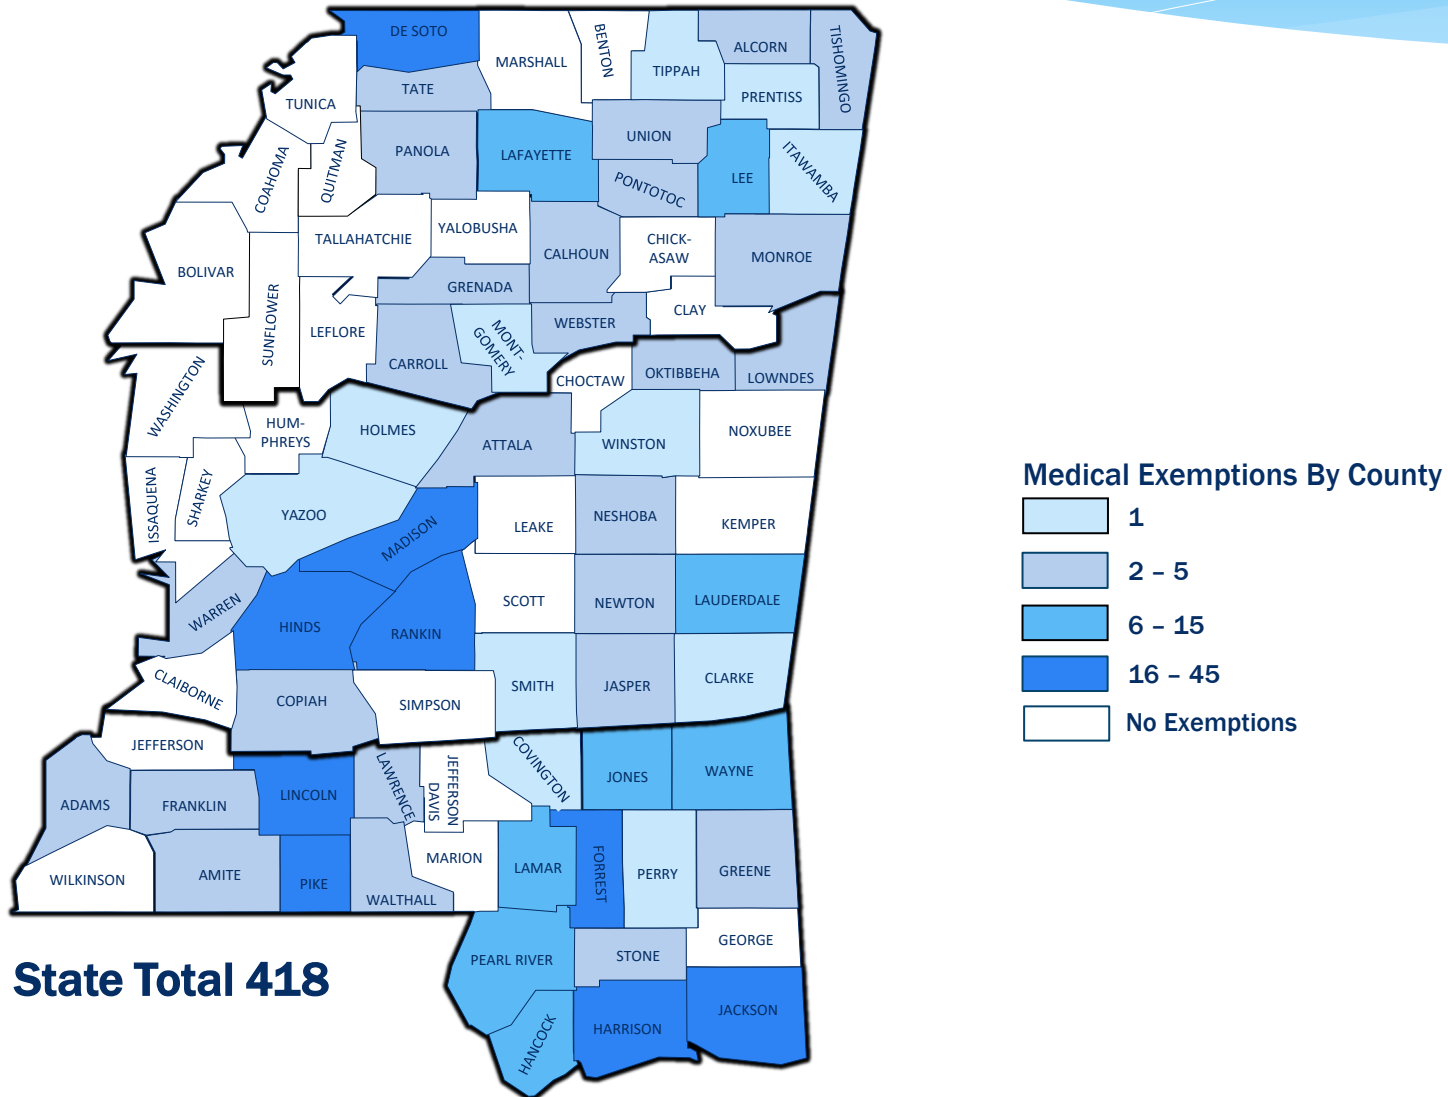 DE SOTO
MARSHALL
BENTON
TIPPAH
ALCORN
TISHOMINGO
PRENTISS
TUNICA
TATE
PANOLA
LAFAYETTE
UNION
PONTOTOC
LEE
ITAWAMBA
COAHOMA
QUITMAN
TALLAHATCHIE
YALOBUSHA
CALHOUN
CHICK-
ASAW
MONROE
BOLIVAR
SUNFLOWER
LEFLORE
GRENADA
CARROLL
MONT-
GOMERY
WEBSTER
CLAY
CHOCTAW
OKTIBBEHA
LOWNDES
WASHINGTON
HUM-
PHREYS
HOLMES
ATTALA
WINSTON
NOXUBEE
ISSAQUENA
SHARKEY
YAZOO
MADISON
LEAKE
NESHOBA
KEMPER
WARREN
HINDS
RANKIN
SCOTT
NEWTON
LAUDERDALE
CLAIBORNE
COPIAH
SIMPSON
SMITH
JASPER
CLARKE
JEFFERSON
ADAMS
FRANKLIN
LINCOLN
LAWRENCE
JEFFERSON
DAVIS
COVINGTON
JONES
WAYNE
WILKINSON
AMITE
PIKE
WALTHALL
MARION
LAMAR
FORREST
PERRY
GREENE
GEORGE
PEARL RIVER
STONE
HANCOCK
HARRISON
JACKSON
State Total 418
Medical Exemptions By County
1
2 – 5
6 – 15
16 – 45
No Exemptions